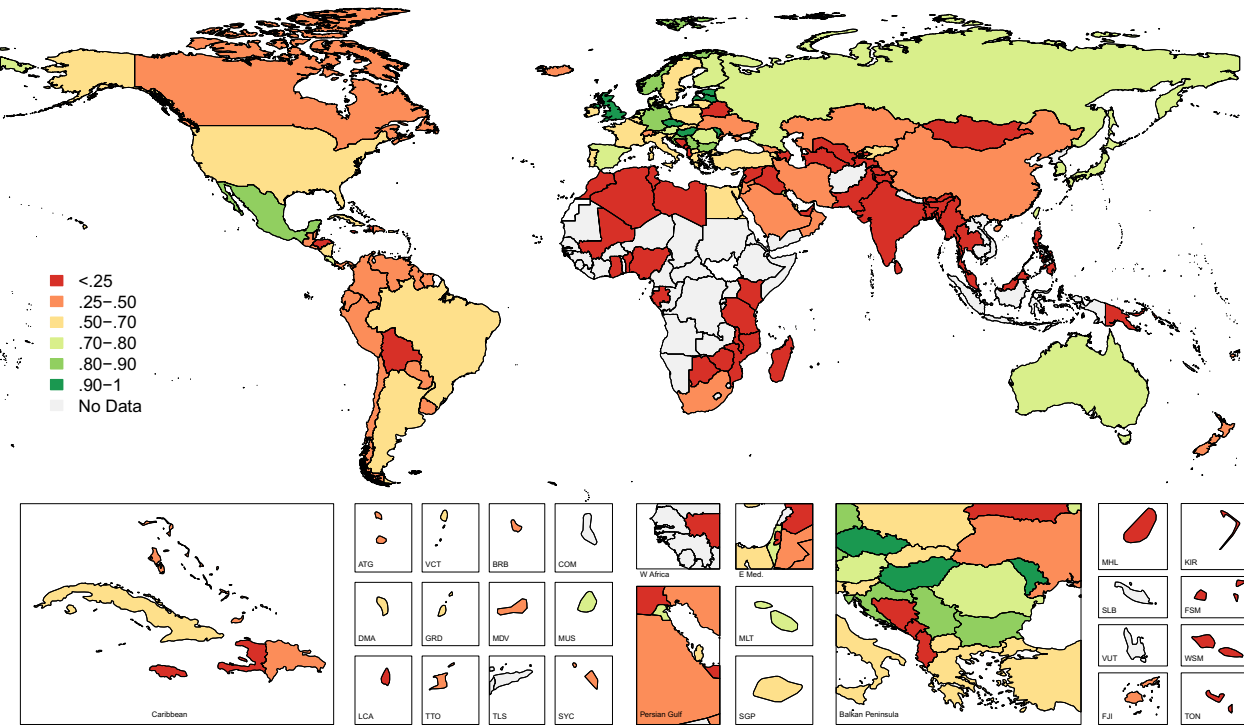 <.25
.25−.50
.50−.70
.70−.80
.80−.90
.90−1
No Data
ATG
VCT
BRB
COM
W Africa
E Med.
MHL
KIR
DMA
GRD
MDV
MUS
MLT
SLB
FSM
VUT
WSM
LCA
TTO
TLS
SYC
Caribbean
Persian Gulf
SGP
Balkan Peninsula
FJI
TON